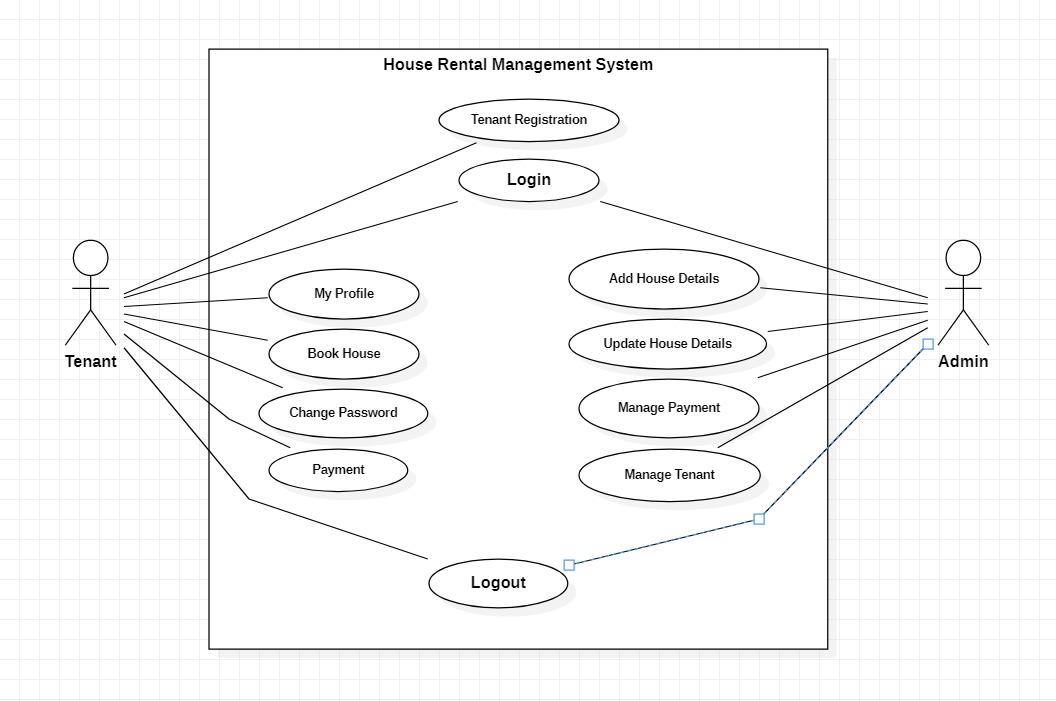 House Rental Management System
Tenant Registration
Login
My Profile
Add House Details
Book House
Update House Details
Tenant
Admin
Change Password
Manage Payment
Payment
Manage Tenant
Logout